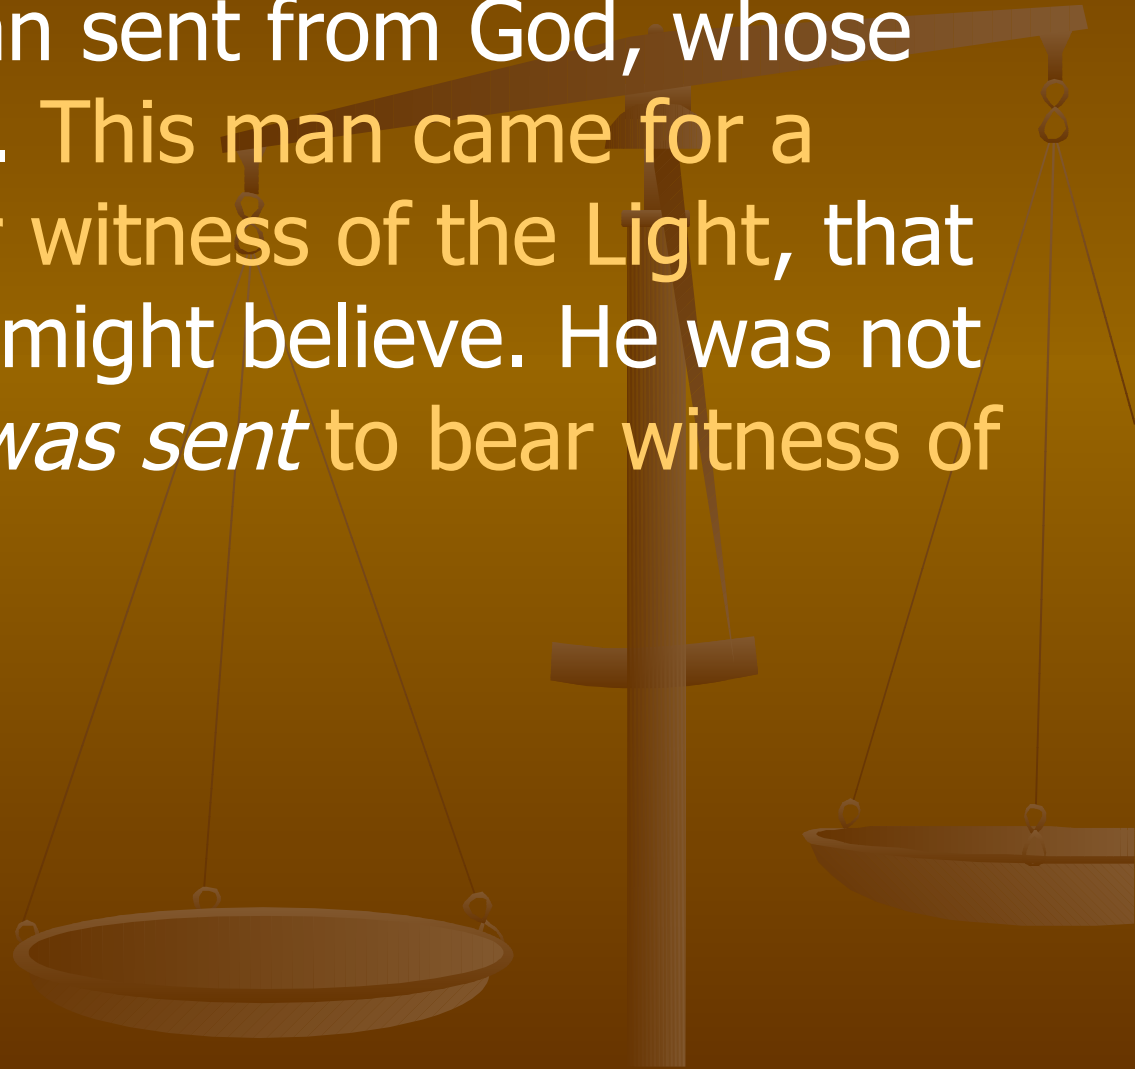 n sent from God, whose
. This man came for a
witness of the Light, that
might believe. He was not
was sent to bear witness of